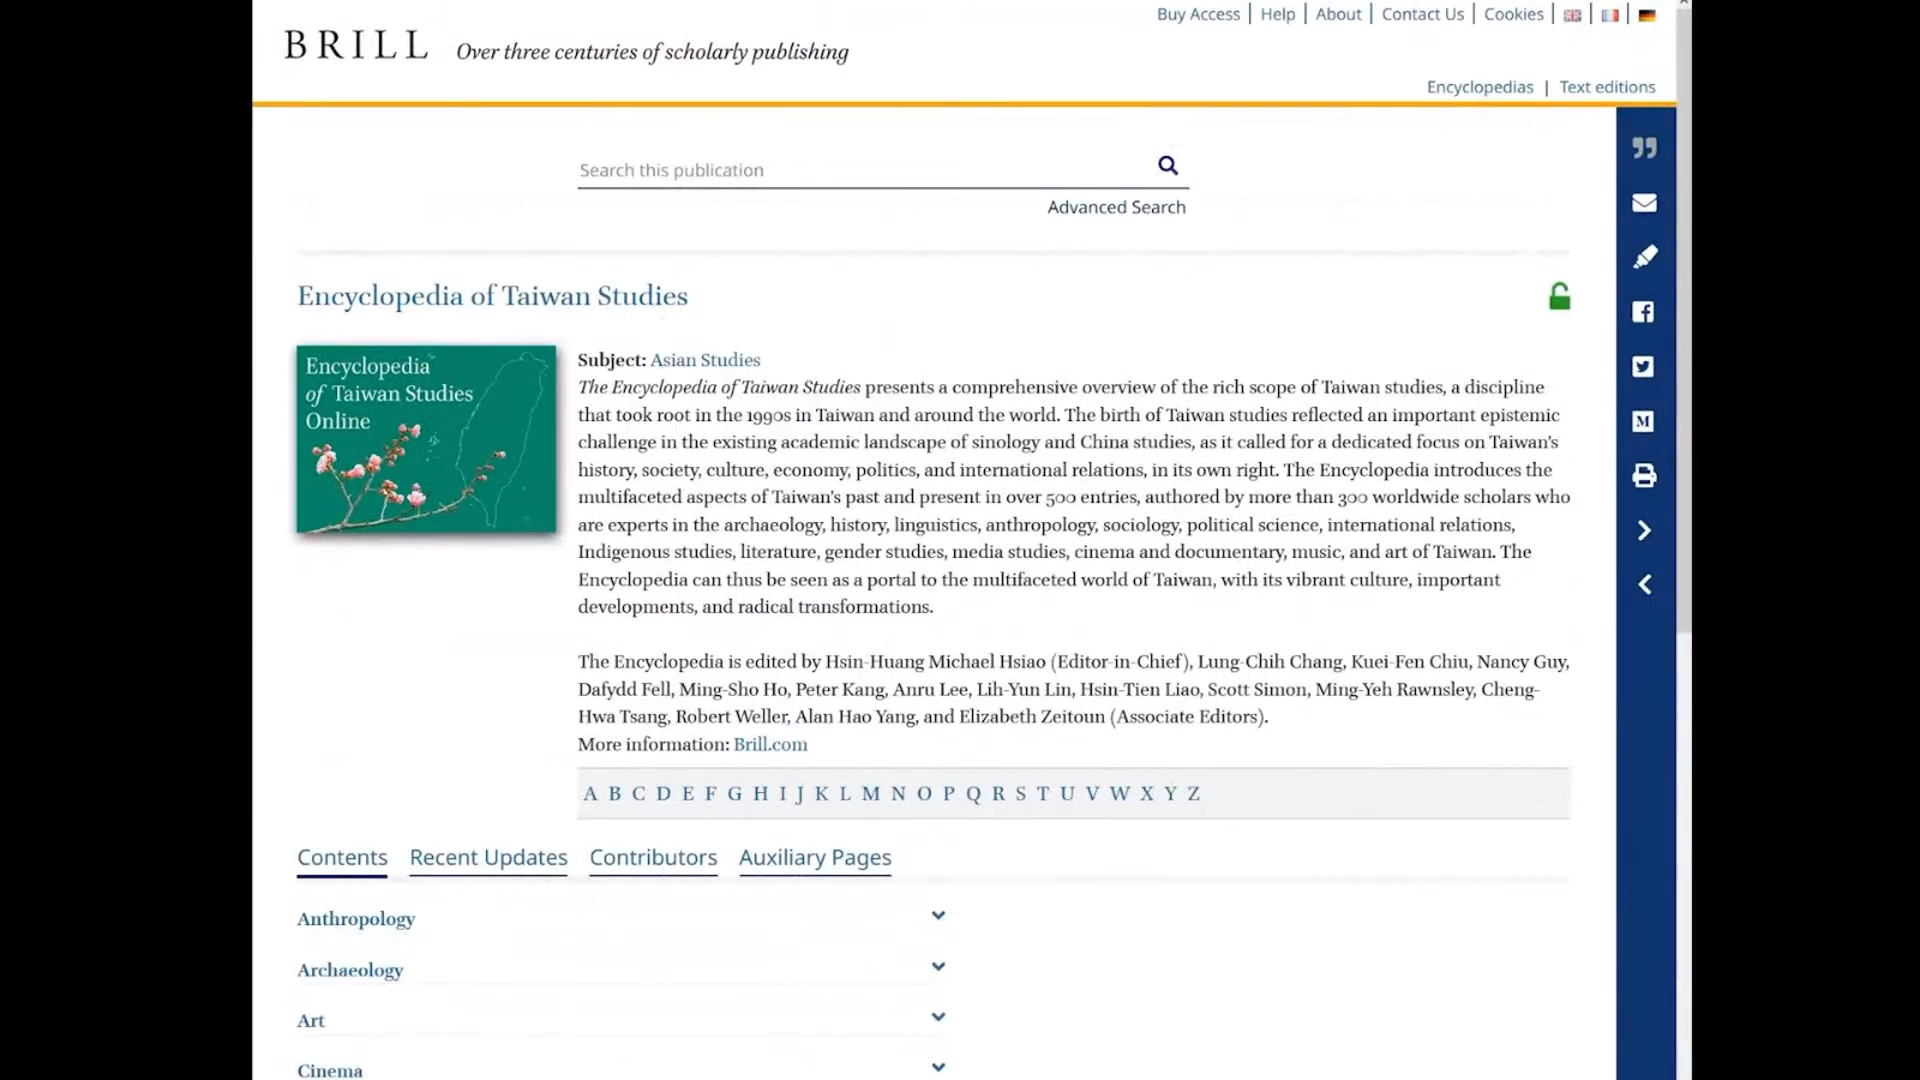 Buy Access | Help | About | Contact Us | Cookies
BRILL Over three centuries of scholarly publishing
Encyclopedias | Text editions
Search this publication
Advanced Search
Encyclopedia of Taiwan Studies
Encyclopedia
of Taiwan Studies
Online
Subject: Asian Studies
The Encyclopedia of Taiwan Studies presents a comprehensive overview of the rich scope of Taiwan studies, a discipline
that took root in the 1990s in Taiwan and around the world. The birth of Taiwan studies reflected an important epistemic
challenge in the existing academic landscape of sinology and China studies, as it called for a dedicated focus on Taiwan's
history, society, culture, economy, politics, and international relations, in its own right. The Encyclopedia introduces the
multifaceted aspects of Taiwan's past and present in over 500 entries, authored by more than 300 worldwide scholars who
are experts in the archaeology, history, linguistics, anthropology, sociology, political science, international relations,
Indigenous studies, literature, gender studies, media studies, cinema and documentary, music, and art of Taiwan. The
Encyclopedia can thus be seen as a portal to the multifaceted world of Taiwan, with its vibrant culture, important
developments, and radical transformations.
The Encyclopedia is edited by Hsin-Huang Michael Hsiao (Editor-in-Chief), Lung-Chih Chang, Kuei-Fen Chiu, Nancy Guy,
Dafydd Fell, Ming-Sho Ho, Peter Kang, Anru Lee, Lih-Yun Lin, Hsin-Tien Liao, Scott Simon, Ming-Yeh Rawnsley, Cheng-
Hwa Tsang, Robert Weller, Alan Hao Yang, and Elizabeth Zeitoun (Associate Editors).
More information: Brill.com
A B C D E F G H I J K L M N O P Q R S T U V W X Y Z
Contents Recent Updates Contributors Auxiliary Pages
Anthropology
Archaeology
Art
Cinema